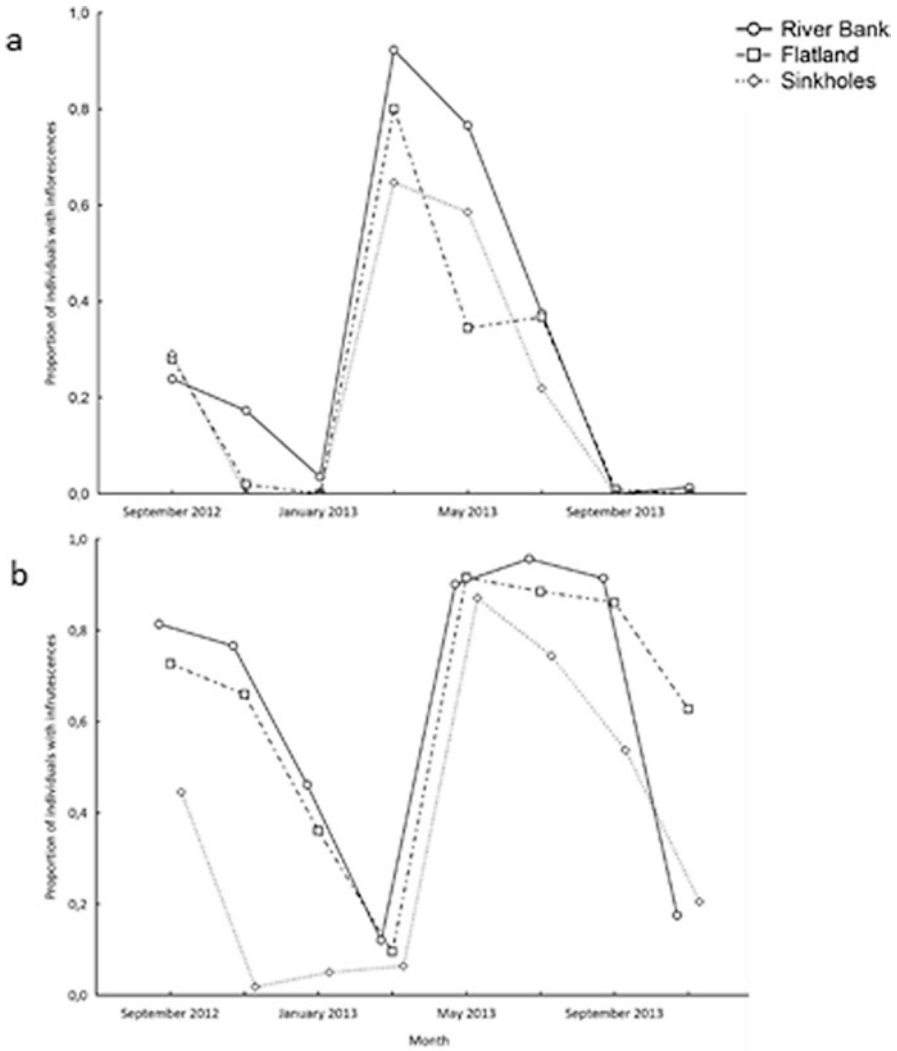 a
Proportion of individuals with inflorescences
1,0
0,8
0,6
0,4
0,2
0,0
September 2012 January 2013 May 2013 September 2013
River Bank
Flatland
Sinkholes
b
Proportion of individuals with infrutescences
1,0
0,8
0,6
0,4
0,2
0,0
September 2012 January 2013 May 2013 September 2013
Month